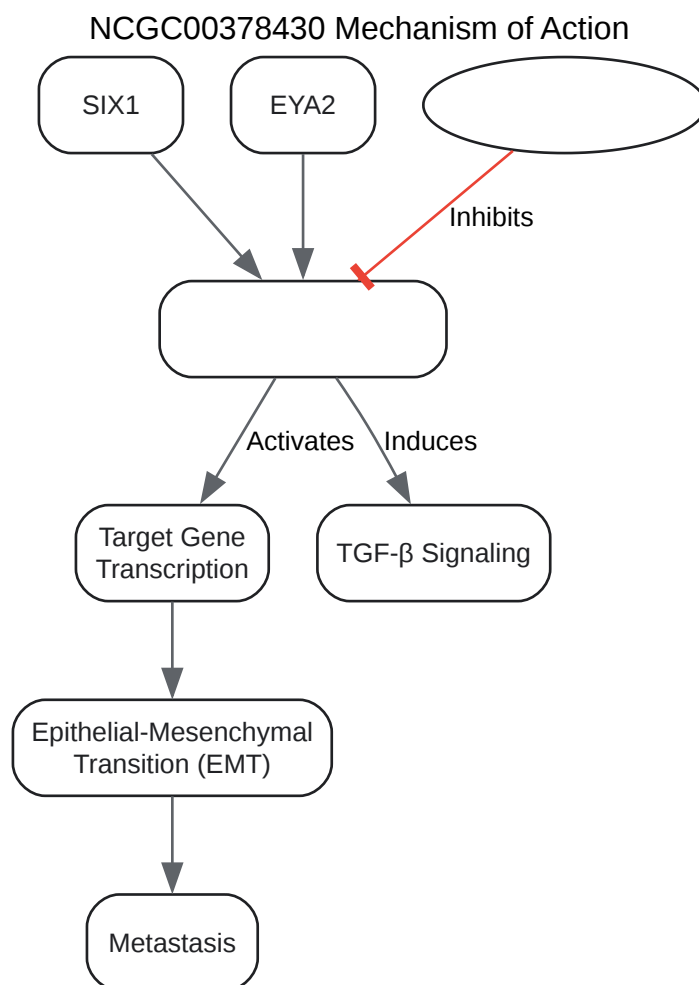 NCGC00378430 Mechanism of Action
SIX1
EYA2
Inhibits
Activates
Induces
Target Gene
Transcription
TGF-β Signaling
Epithelial-Mesenchymal
Transition (EMT)
Metastasis